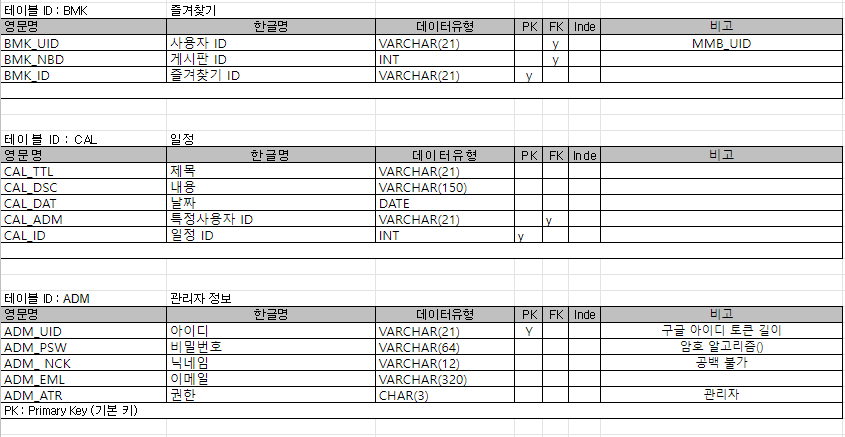 테이블 ID : BMK 즐겨찾기
영문명 한글명 데이터유형 PK FK Inde 비고
BMK_UID 사용자 ID VARCHAR(21) y MMB_UID
BMK_NBD 게시판 ID INT y
BMK_ID 즐겨찾기 ID VARCHAR(21) y
테이블 ID : CAL 일정
영문명 한글명 데이터유형 PK FK Inde 비고
CAL_TTL 제목 VARCHAR(21)
CAL_DSC 내용 VARCHAR(150)
CAL_DAT 날짜 DATE
CAL_ADM 특정사용자 ID VARCHAR(21) y
CAL_ID 일정 ID INT y
테이블 ID : ADM 관리자 정보
영문명 한글명 데이터유형 PK FK Inde 비고
ADM_UID 아이디 VARCHAR(21) Y 구글 아이디 토큰 길이
ADM_PSW 비밀번호 VARCHAR(64) 암호 알고리즘()
ADM_ NCK 닉네임 VARCHAR(12) 공백 불가
ADM_EML 이메일 VARCHAR(320)
ADM_ATR 권한 CHAR(3) 관리자
PK : Primary Key (기본 키)